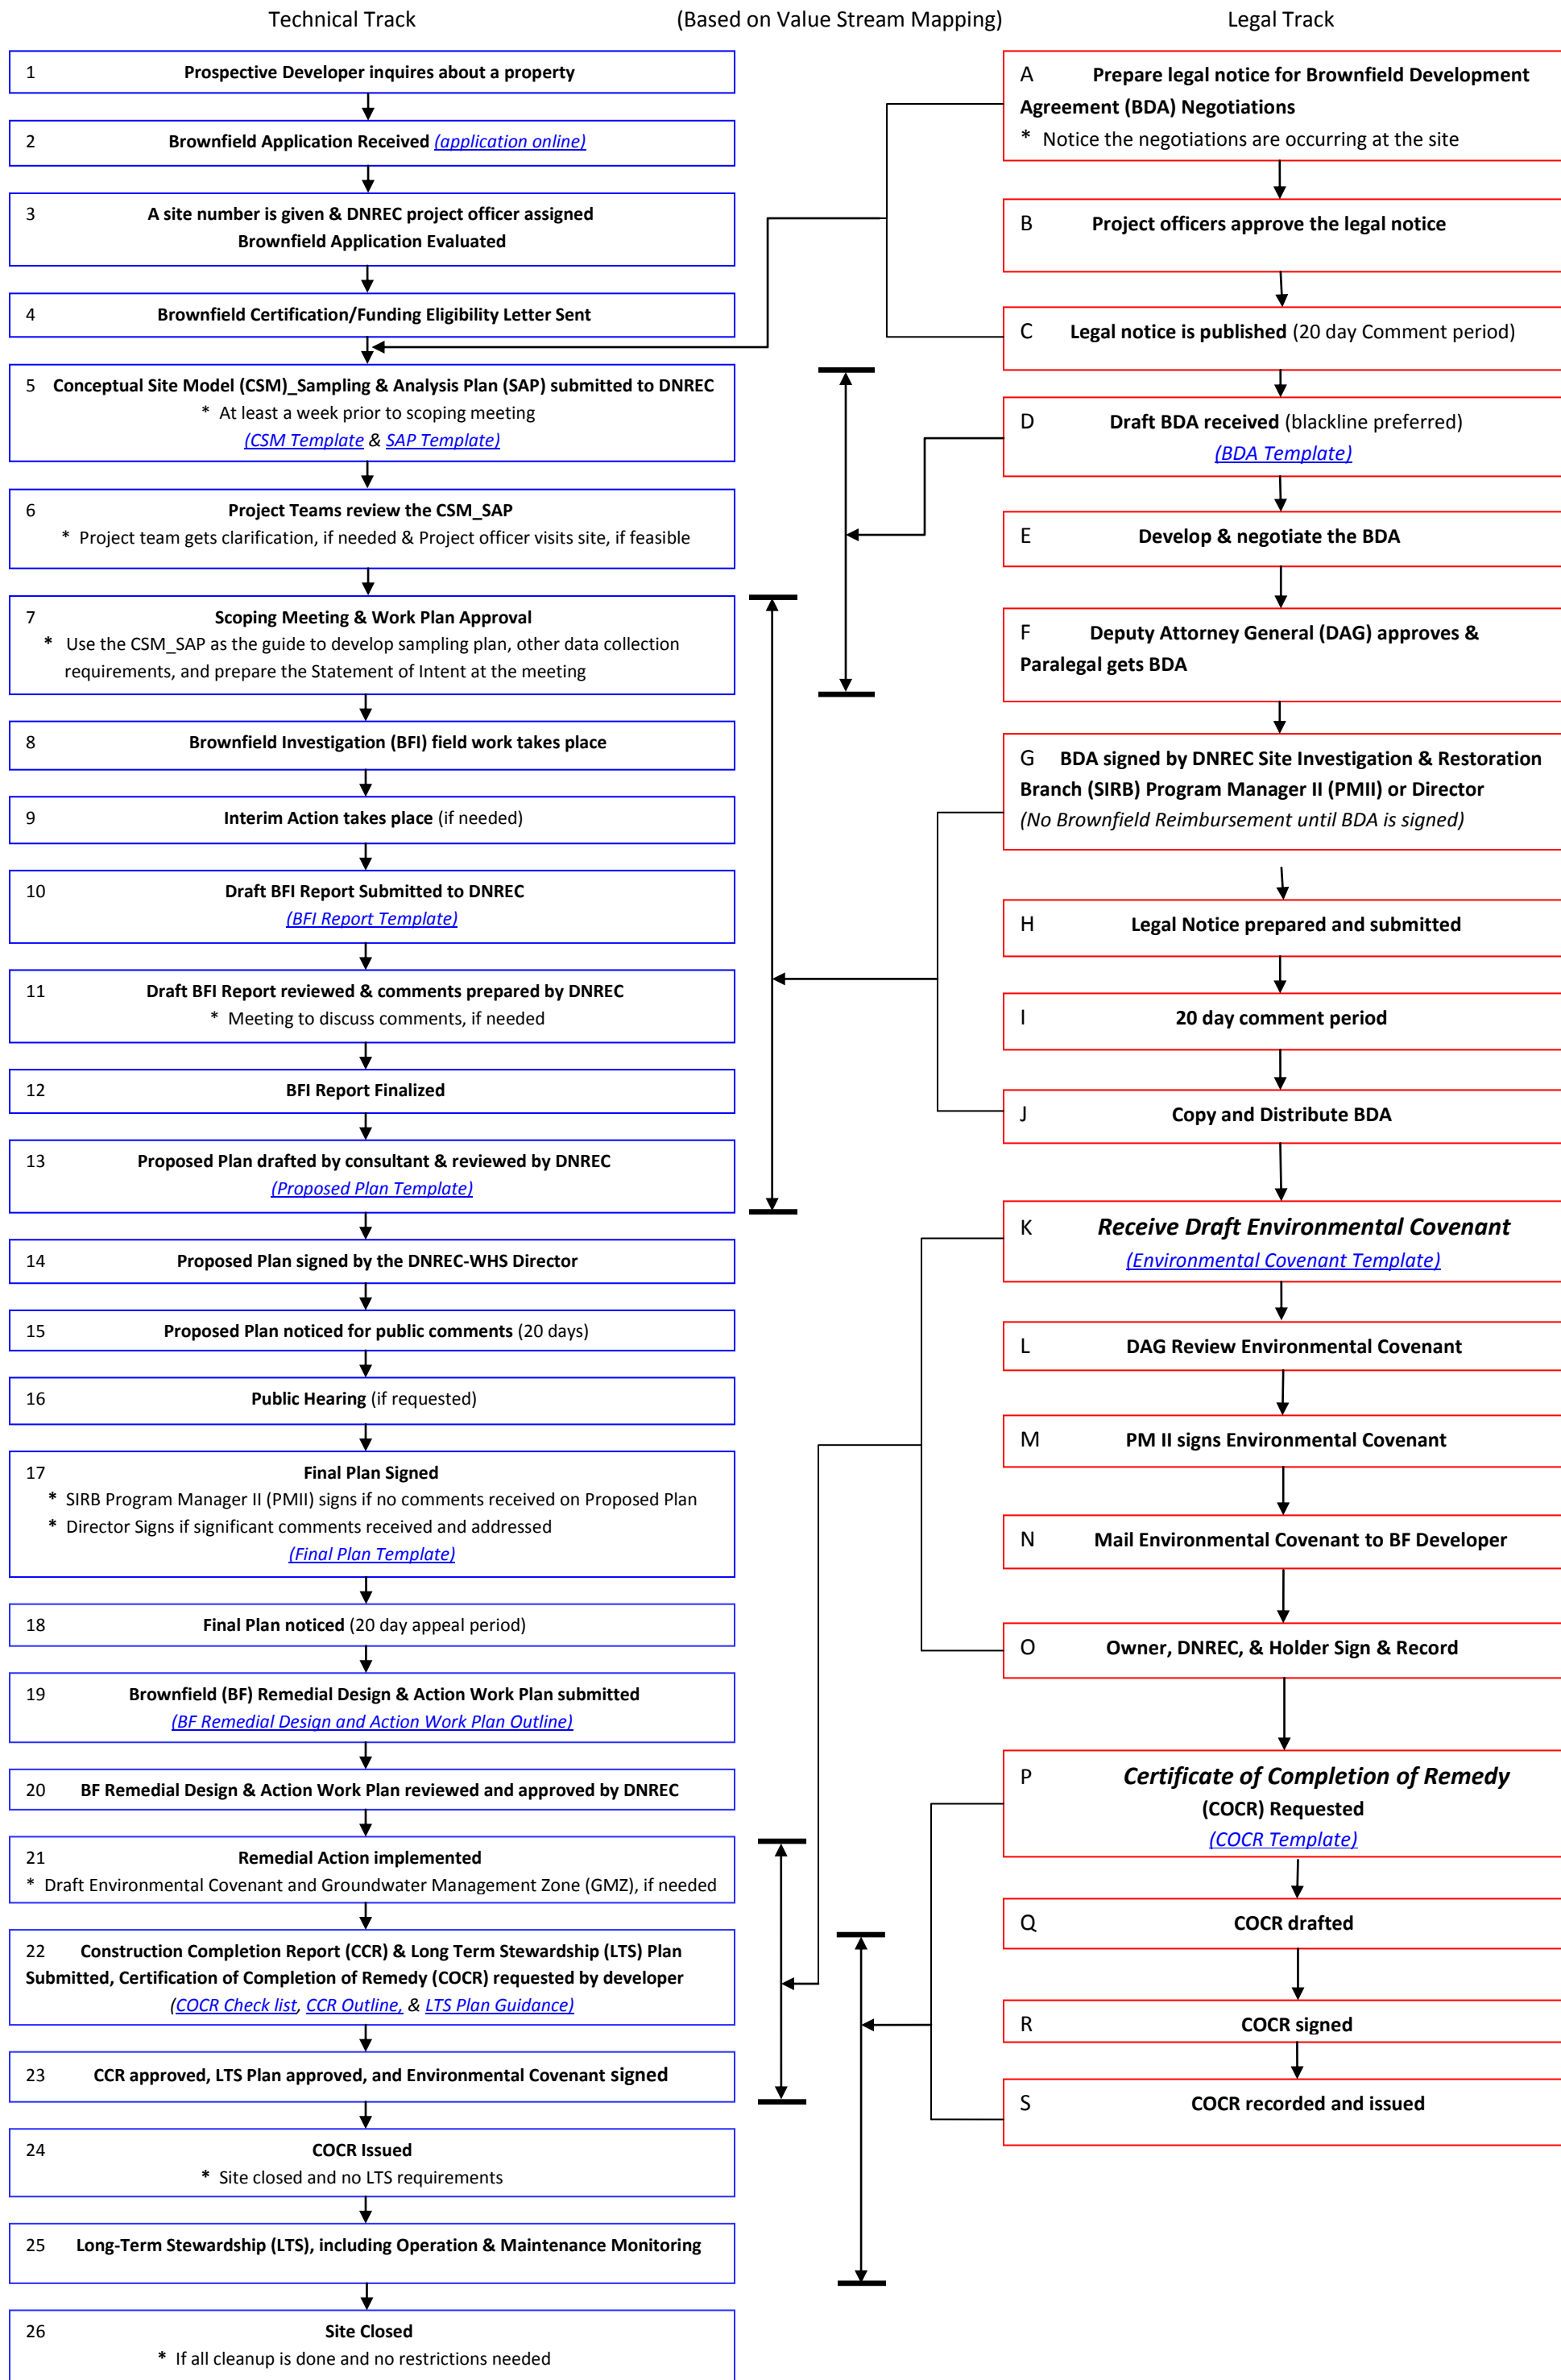 Technical Track
(Based on Value Stream Mapping)
Legal Track
1 Prospective Developer inquires about a property
2 Brownfield Application Received (application online)
3 A site number is given & DNREC project officer assigned
Brownfield Application Evaluated
4 Brownfield Certification/Funding Eligibility Letter Sent
5 Conceptual Site Model (CSM)_Sampling & Analysis Plan (SAP) submitted to DNREC
* At least a week prior to scoping meeting
(CSM Template & SAP Template)
6 Project Teams review the CSM_SAP
* Project team gets clarification, if needed & Project officer visits site, if feasible
7 Scoping Meeting & Work Plan Approval
* Use the CSM_SAP as the guide to develop sampling plan, other data collection
requirements, and prepare the Statement of Intent at the meeting
8 Brownfield Investigation (BFI) field work takes place
9 Interim Action takes place (if needed)
10 Draft BFI Report Submitted to DNREC
(BFI Report Template)
11 Draft BFI Report reviewed & comments prepared by DNREC
* Meeting to discuss comments, if needed
12 BFI Report Finalized
13 Proposed Plan drafted by consultant & reviewed by DNREC
(Proposed Plan Template)
14 Proposed Plan signed by the DNREC-WHS Director
15 Proposed Plan noticed for public comments (20 days)
16 Public Hearing (if requested)
17 Final Plan Signed
* SIRB Program Manager II (PMII) signs if no comments received on Proposed Plan
* Director Signs if significant comments received and addressed
(Final Plan Template)
18 Final Plan noticed (20 day appeal period)
19 Brownfield (BF) Remedial Design & Action Work Plan submitted
(BF Remedial Design and Action Work Plan Outline)
20 BF Remedial Design & Action Work Plan reviewed and approved by DNREC
21 Remedial Action implemented
* Draft Environmental Covenant and Groundwater Management Zone (GMZ), if needed
22 Construction Completion Report (CCR) & Long Term Stewardship (LTS) Plan
Submitted, Certification of Completion of Remedy (COCR) requested by developer
(COCR Check list, CCR Outline, & LTS Plan Guidance)
23 CCR approved, LTS Plan approved, and Environmental Covenant signed
24 COCR Issued
* Site closed and no LTS requirements
25 Long-Term Stewardship (LTS), including Operation & Maintenance Monitoring
26 Site Closed
* If all cleanup is done and no restrictions needed
A Prepare legal notice for Brownfield Development
Agreement (BDA) Negotiations
* Notice the negotiations are occurring at the site
B Project officers approve the legal notice
C Legal notice is published (20 day Comment period)
D Draft BDA received (blackline preferred)
(BDA Template)
E Develop & negotiate the BDA
F Deputy Attorney General (DAG) approves &
Paralegal gets BDA
G BDA signed by DNREC Site Investigation & Restoration
Branch (SIRB) Program Manager II (PMII) or Director
(No Brownfield Reimbursement until BDA is signed)
H Legal Notice prepared and submitted
I 20 day comment period
J Copy and Distribute BDA
K Receive Draft Environmental Covenant
(Environmental Covenant Template)
L DAG Review Environmental Covenant
M PM II signs Environmental Covenant
N Mail Environmental Covenant to BF Developer
O Owner, DNREC, & Holder Sign & Record
P Certificate of Completion of Remedy
(COCR) Requested
(COCR Template)
Q COCR drafted
R COCR signed
S COCR recorded and issued